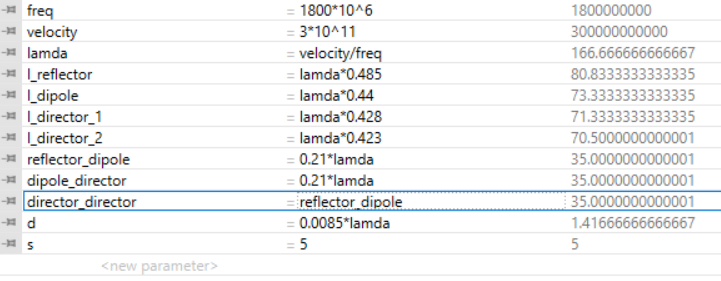 freq = 1800*10^6 1800000000
velocity = 3*10^11 300000000000
lamda = velocity/freq 166.666666666667
l_reflector = lamda*0.485 80.8333333333335
l_dipole = lamda*0.44 73.3333333333335
l_director_1 = lamda*0.428 71.3333333333335
l_director_2 = lamda*0.423 70.5000000000001
reflector_dipole = 0.21*lamda 35.0000000000001
dipole_director = 0.21*lamda 35.0000000000001
director_director = reflector_dipole 35.0000000000001
d = 0.0085*lamda 1.41666666666667
s = 5 5
<new parameter>